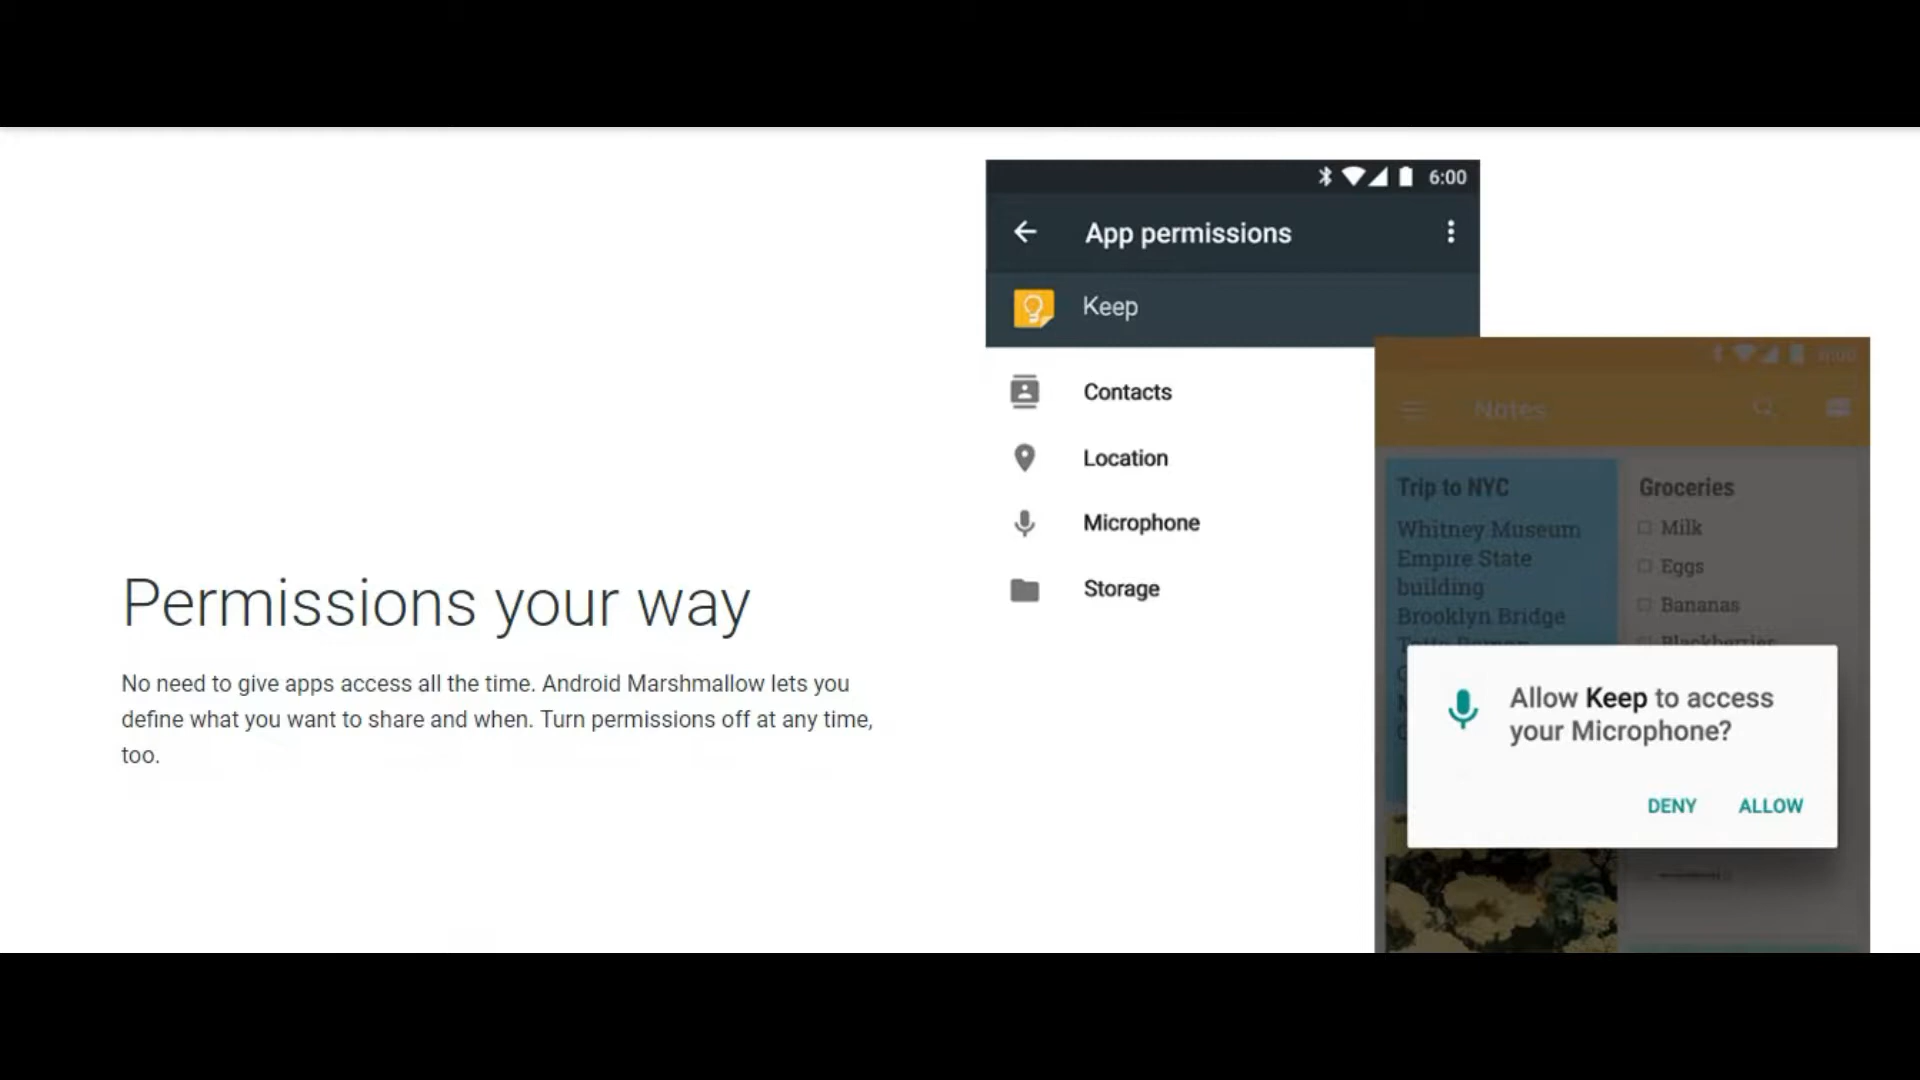 Permissions your way
No need to give apps access all the time. Android Marshmallow lets you
define what you want to share and when. Turn permissions off at any time,
too.
6:00
App permissions
Keep
Contacts
Location
Microphone
Storage
Notes
Trip to NYC
Whitney Museum
Empire State
building
Brooklyn Bridge
Groceries
Milk
Eggs
Bananas
Blackberries
Allow Keep to access
your Microphone?
DENY ALLOW